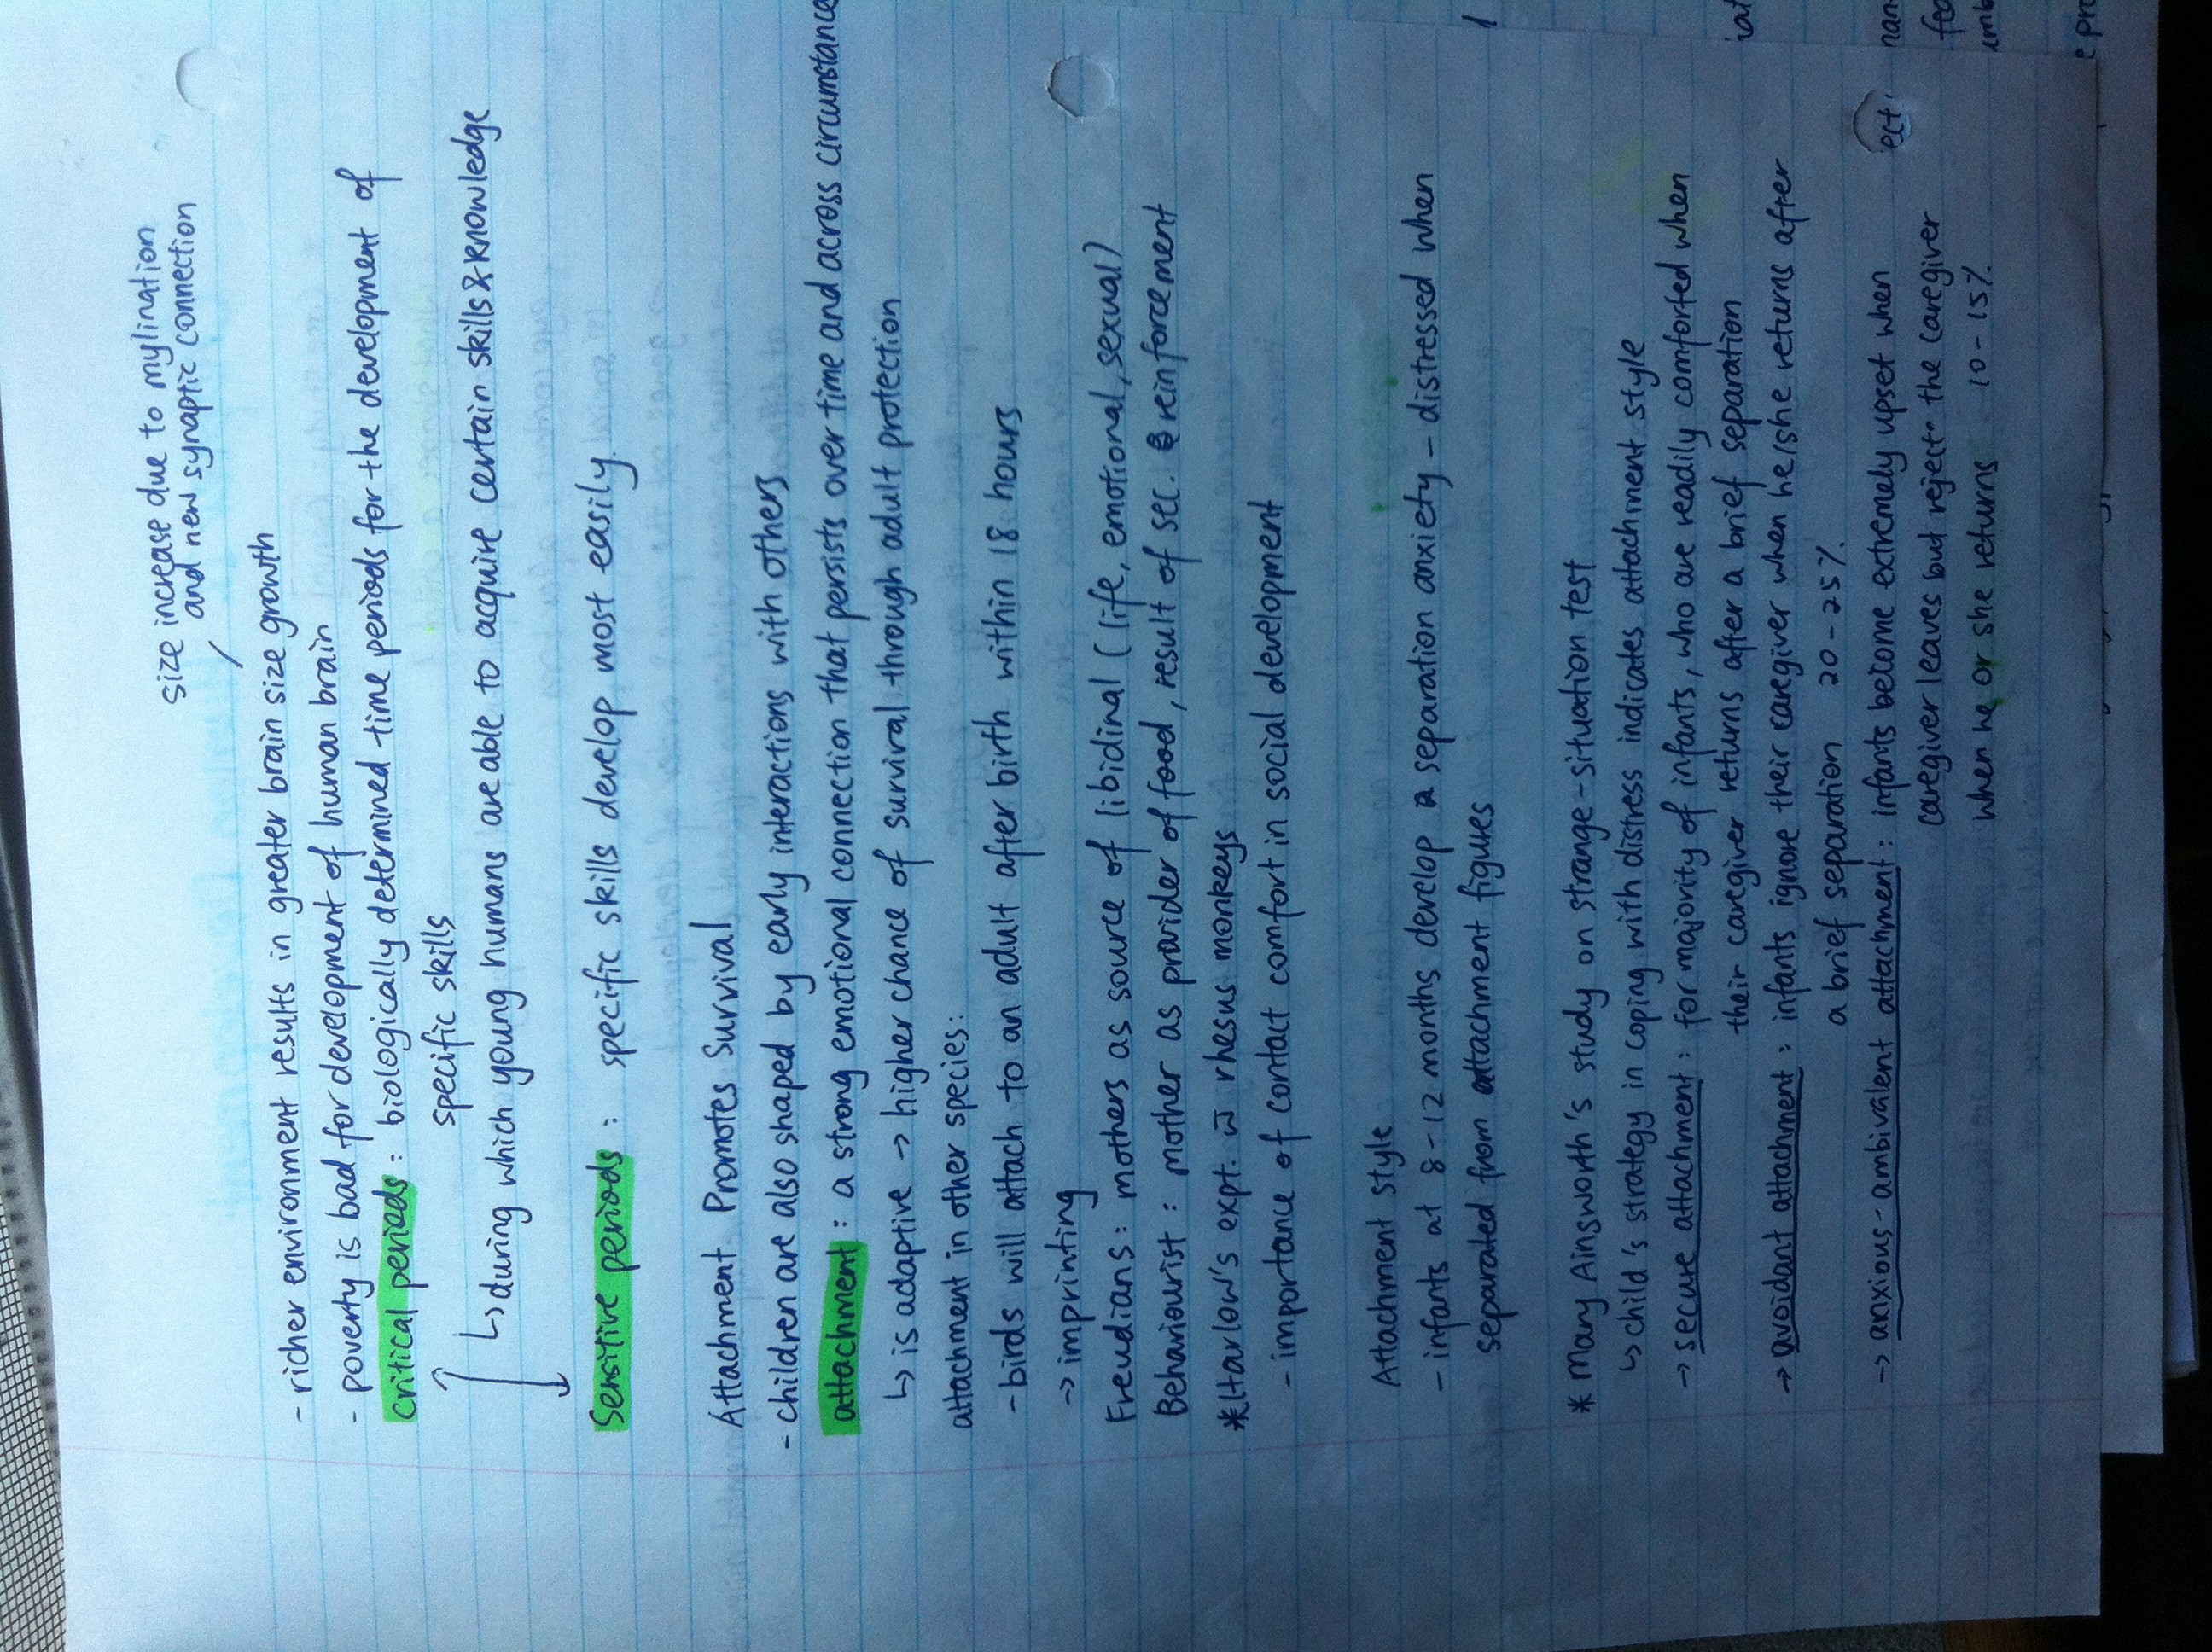 size increase due to mylination
and new synaptic connection
- richer environment results in greater brain size growth
- poverty is bad for development of human brain
critical periods : biologically determined time periods for the development of
specific skills
↳ during which young humans are able to acquire certain skills & knowledge
Sensitive periods : specific skills develop most easily.
Attachment Promotes Survival
- children are also shaped by early interactions with others
attachment : a strong emotional connection that persists over time and across circumstance
↳ is adaptive → higher chance of survival through adult protection
attachment in other species:
- birds will attach to an adult after birth within 18 hours
→ imprinting
Freudians : mothers as source of libidinal (life, emotional, sexual)
Behaviourist : mother as provider of food, result of sec. reinforcement
*Harlow's expt. w rhesus monkeys
- importance of contact comfort in social development
Attachment Style
- infants at 8-12 months develop a separation anxiety - distressed when
separated from attachment figures
* Mary Ainsworth's study on strange-situation test
↳ child's strategy in coping with distress indicates attachment style
→ secure attachment : for majority of infants, who are readily comforted when
their caregiver returns after a brief separation
→ avoidant attachment : infants ignore their caregiver when he/she returns after
a brief separation 20-25%
→ anxious-ambivalent attachment : infants become extremely upset when
caregiver leaves but reject the caregiver
when he or she returns 10-15%
ect.